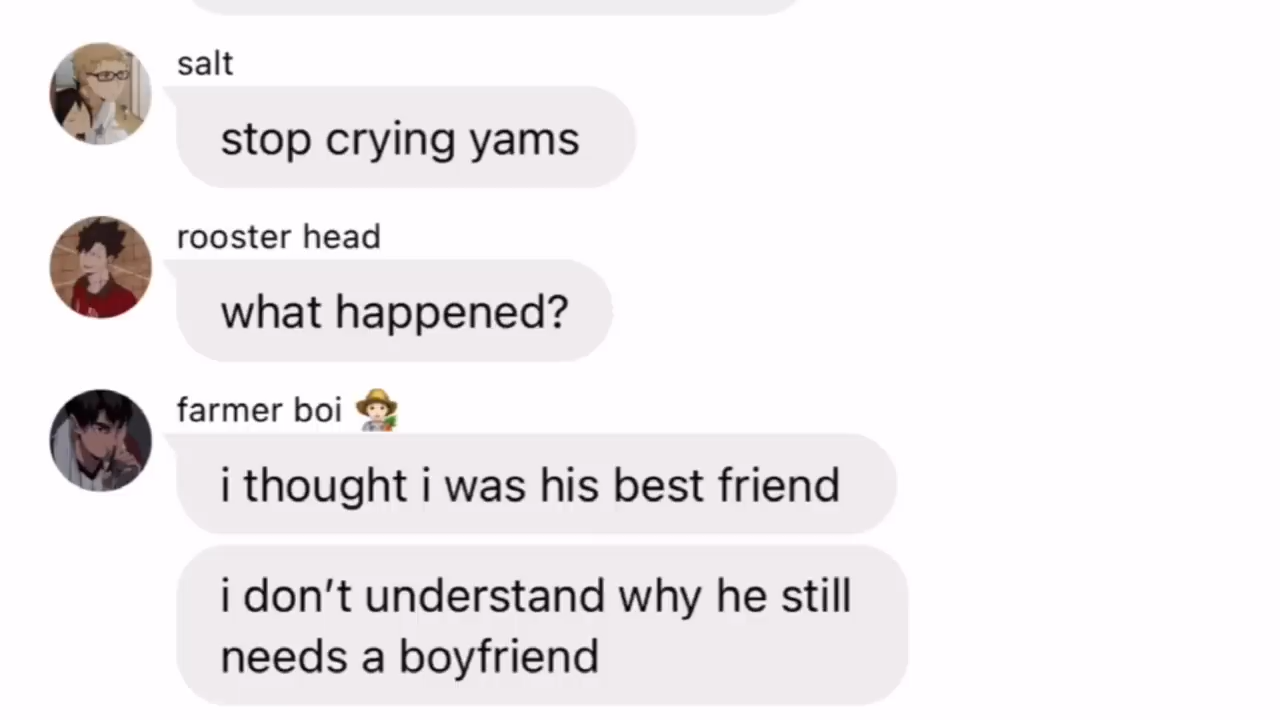 salt
stop crying yams
rooster head
what happened?
farmer boi 🧑🏻‍🌾
i thought i was his best friend
i don’t understand why he still
needs a boyfriend